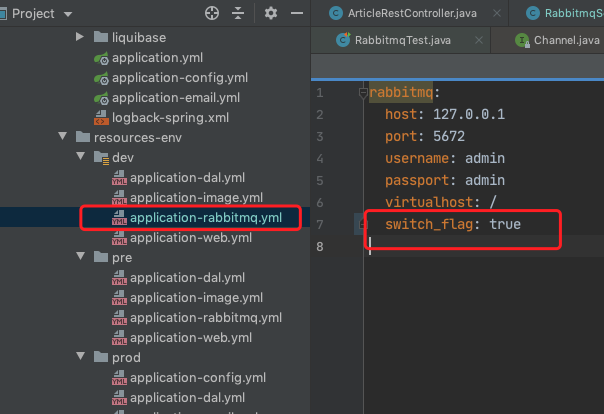 Project
liquibase
application.yml
application-config.yml
application-email.yml
logback-spring.xml
resources-env
dev
application-dal.yml
application-image.yml
application-rabbitmq.yml
application-web.yml
pre
application-dal.yml
application-image.yml
application-rabbitmq.yml
application-web.yml
prod
application-config.yml
application-dal.yml
ArticleRestController.java
RabbitmqS
RabbitmqTest.java
Channel.java
1 rabbitmq:
2 host: 127.0.0.1
3 port: 5672
4 username: admin
5 passport: admin
6 virtualhost: /
7 switch_flag: true
8